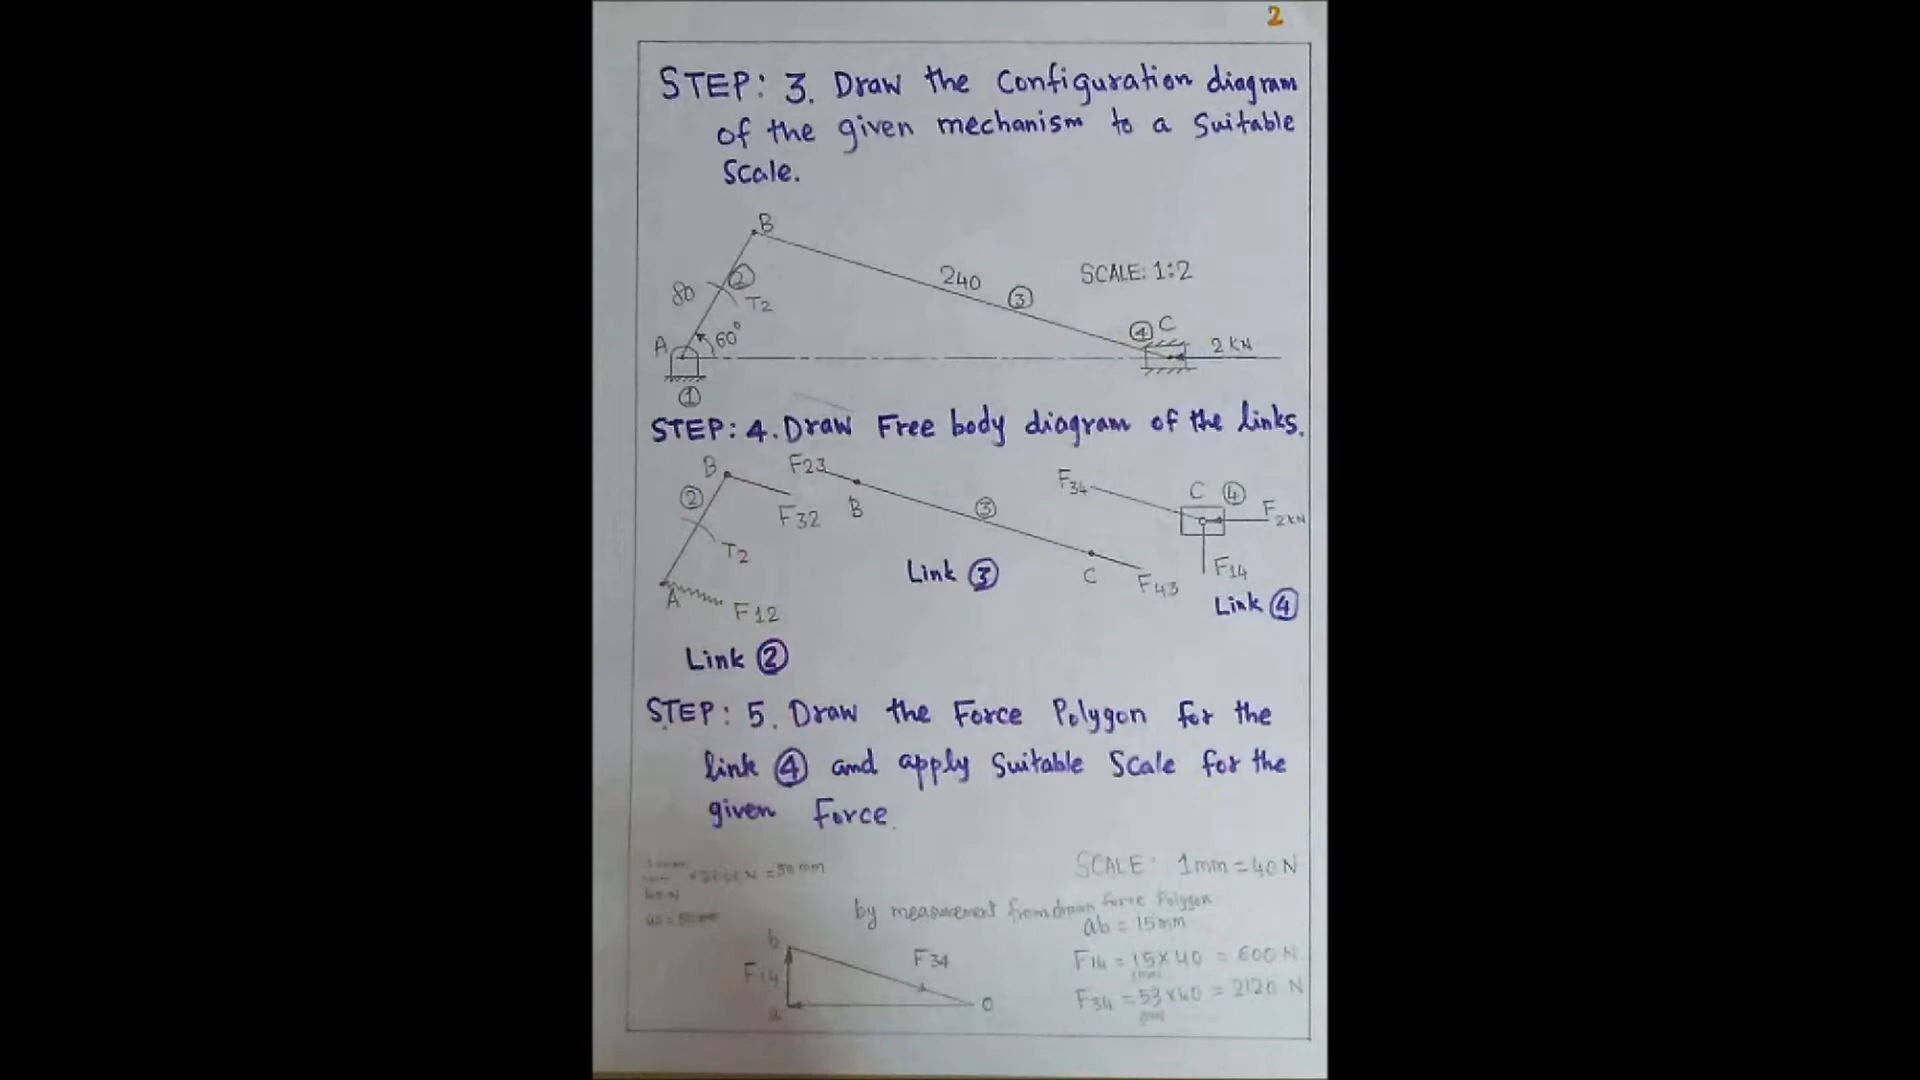 2
STEP: 3. Draw the Configuration diagram
of the given mechanism to a Suitable
Scale.
B
240
SCALE: 1:2
80
2
T2
3
A
60°
4
C
2 KN
1
STEP: 4. Draw Free body diagram of the links.
B
F23
F34
C
4
2
F32
B
3
F2KN
T2
Link 3
C
F43
F14
Link 4
A
F12
Link 2
STEP: 5. Draw the Force Polygon for the
link 4 and apply Suitable Scale for the
given Force.
= 50 mm
SCALE: 1mm = 40 N
by measurement from drawn force Polygon
ab = 15mm
b
F34
F14 = 15 x 40 = 600 N
F14
F34 = 53 x 40 = 2120 N
a
O